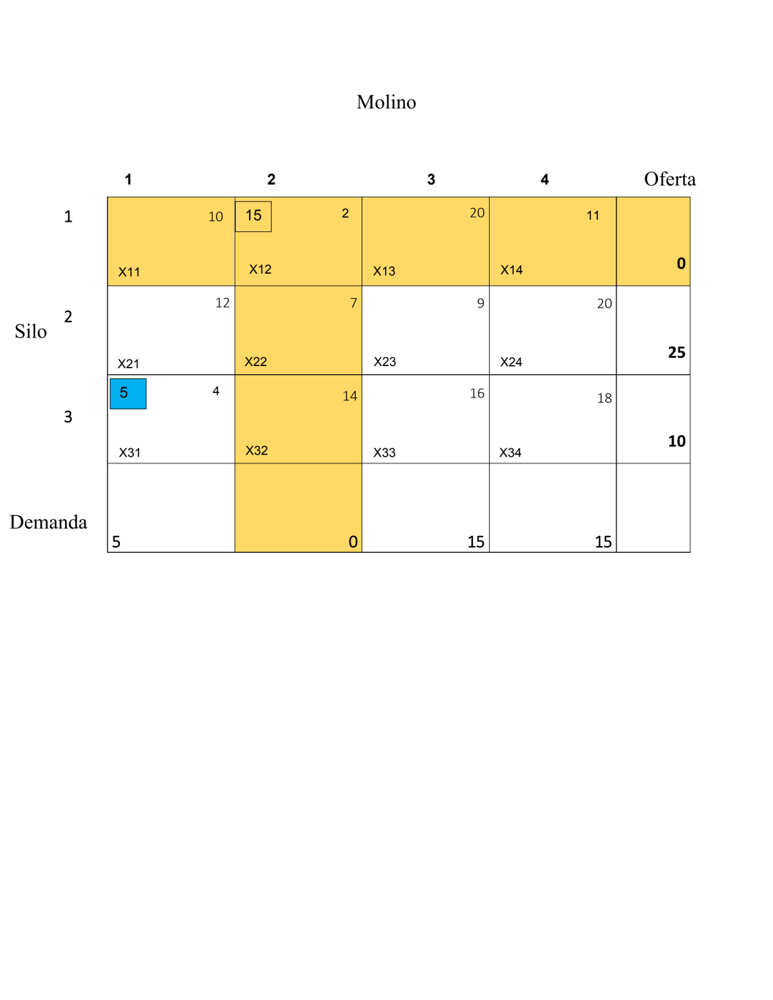 Molino
1 2 3 4 Oferta
1 10 15 2 20 11
X11 X12 X13 X14 0
2 12 7 9 20
Silo
X21 X22 X23 X24 25
5 4 14 16 18
3
X31 X32 X33 X34 10
Demanda
5 0 15 15